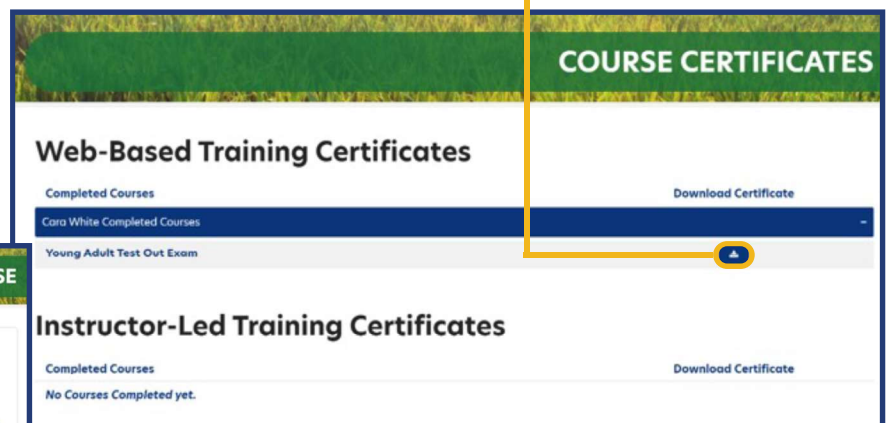 COURSE CERTIFICATES
Web-Based Training Certificates
Completed Courses Download Certificate
Cara White Completed Courses –
Young Adult Test Out Exam
SE
Instructor-Led Training Certificates
Completed Courses Download Certificate
No Courses Completed yet.